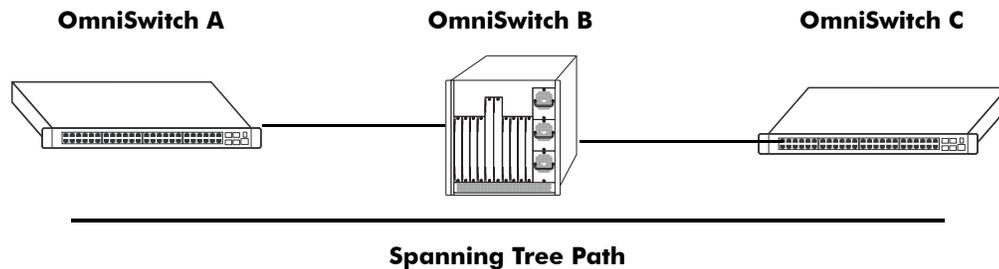 OmniSwitch A
OmniSwitch B
OmniSwitch C
Spanning Tree Path